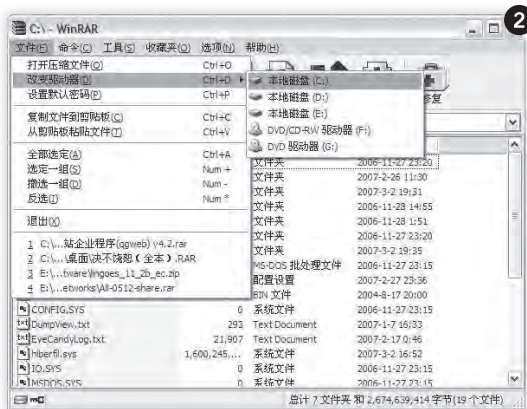 2
C:\ - WinRAR
文件(F) 命令(C) 工具(S) 收藏夹(O) 选项(N) 帮助(H)
打开压缩文件(O) Ctrl+O
改变驱动器(D) Ctrl+D
设置默认密码(P) Ctrl+P
复制文件到剪贴板(C) Ctrl+C
从剪贴板粘贴文件(T) Ctrl+V
全部选定(A) Ctrl+A
选定一组(S) Num +
撤选一组(D) Num -
反选(I) Num *
退出(X)
1 C:\...站企业程序(qqweb) v4.2.rar
2 C:\...\桌面\决不饶恕(全本).RAR
3 E:\...tware\lingoes_11_2b_ec.zip
4 E:\...etworks\All-0512-share.rar
本地磁盘 (C:)
本地磁盘 (D:)
本地磁盘 (E:)
DVD/CD-RW 驱动器 (F:)
DVD 驱动器 (G:)
修复
文件夹 2006-11-27 23:20
文件夹 2007-2-26 11:30
文件夹 2007-3-2 19:31
文件夹 2006-11-28 14:55
文件夹 2006-11-28 1:51
文件夹 2006-11-27 23:20
文件夹 2007-3-2 19:35
MS-DOS 批处理文件 2006-11-27 23:15
配置设置 2007-2-27 23:36
BIN 文件 2004-8-17 20:00
CONFIG.SYS 0 系统文件 2006-11-27 23:15
DumpView.txt 293 Text Document 2007-1-7 16:33
EyeCandyLog.txt 21,907 Text Document 2007-2-17 0:46
hiberfil.sys 1,600,245,... 系统文件 2007-3-2 16:52
IO.SYS 0 系统文件 2006-11-27 23:15
MSDOS.SYS 0 系统文件 2006-11-27 23:15
总计 7 文件夹 和 2,674,639,414 字节(19 个文件)